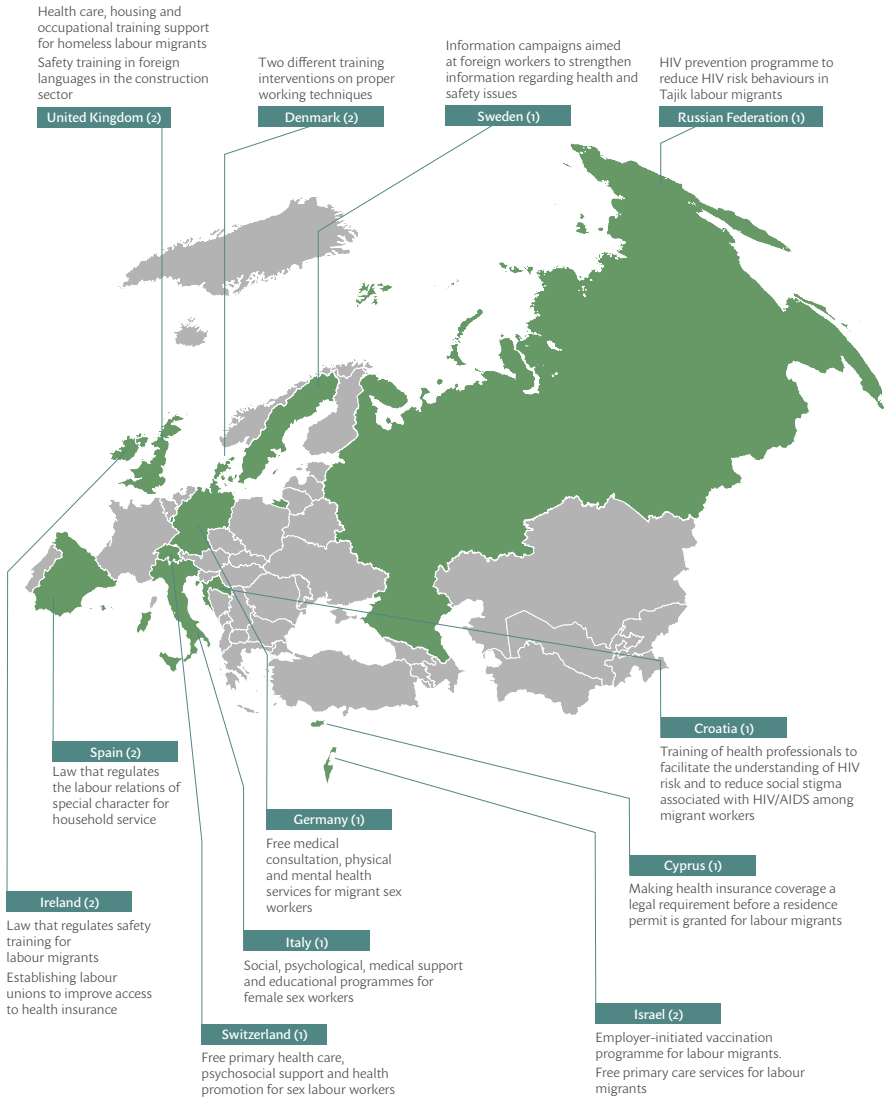 Health care, housing and
occupational training support
for homeless labour migrants
Safety training in foreign
languages in the construction
sector
United Kingdom (2)
Two different training
interventions on proper
working techniques
Denmark (2)
Information campaigns aimed
at foreign workers to strengthen
information regarding health and
safety issues
Sweden (1)
HIV prevention programme to
reduce HIV risk behaviours in
Tajik labour migrants
Russian Federation (1)
Spain (2)
Law that regulates
the labour relations of
special character for
household service
Croatia (1)
Training of health professionals to
facilitate the understanding of HIV
risk and to reduce social stigma
associated with HIV/AIDS among
migrant workers
Germany (1)
Free medical
consultation, physical
and mental health
services for migrant sex
workers
Cyprus (1)
Making health insurance coverage a
legal requirement before a residence
permit is granted for labour migrants
Ireland (2)
Law that regulates safety
training for
labour migrants
Establishing labour
unions to improve access
to health insurance
Italy (1)
Social, psychological, medical support
and educational programmes for
female sex workers
Israel (2)
Employer-initiated vaccination
programme for labour migrants.
Free primary care services for labour
migrants
Switzerland (1)
Free primary health care,
psychosocial support and health
promotion for sex labour workers